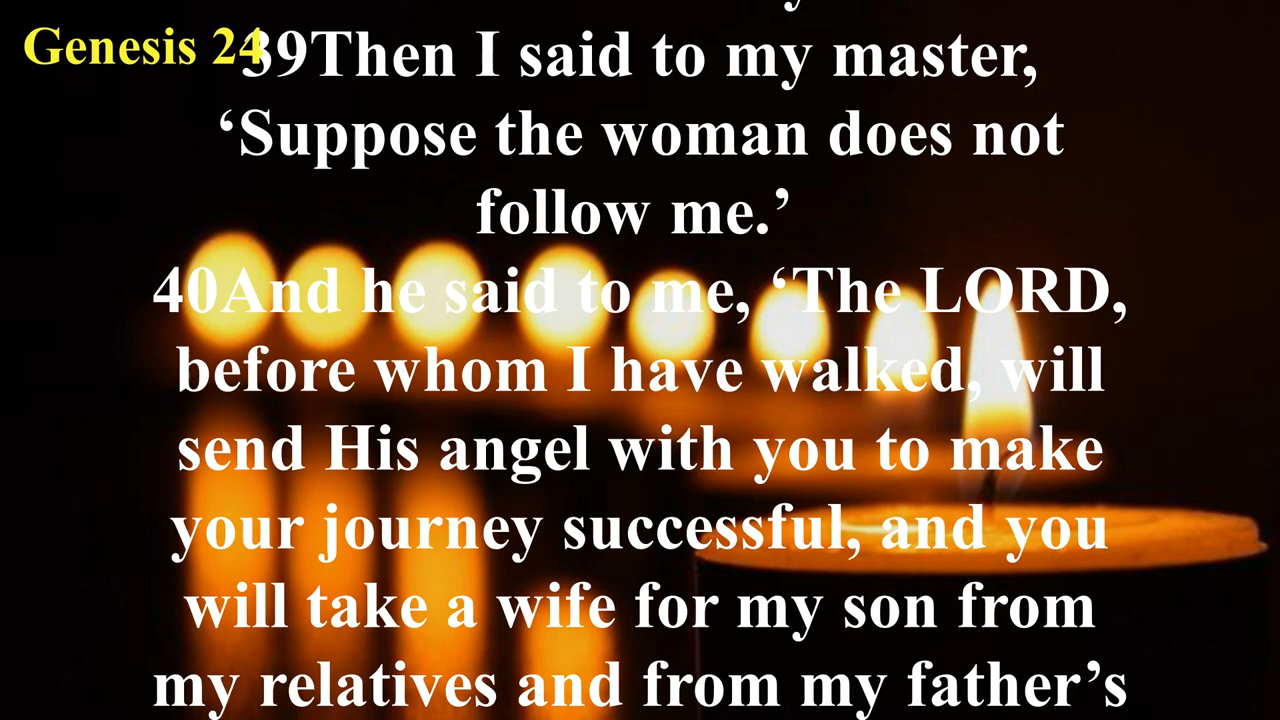 Genesis 24
39Then I said to my master,
‘Suppose the woman does not
follow me.’
40And he said to me, ‘The LORD,
before whom I have walked, will
send His angel with you to make
your journey successful, and you
will take a wife for my son from
my relatives and from my father’s